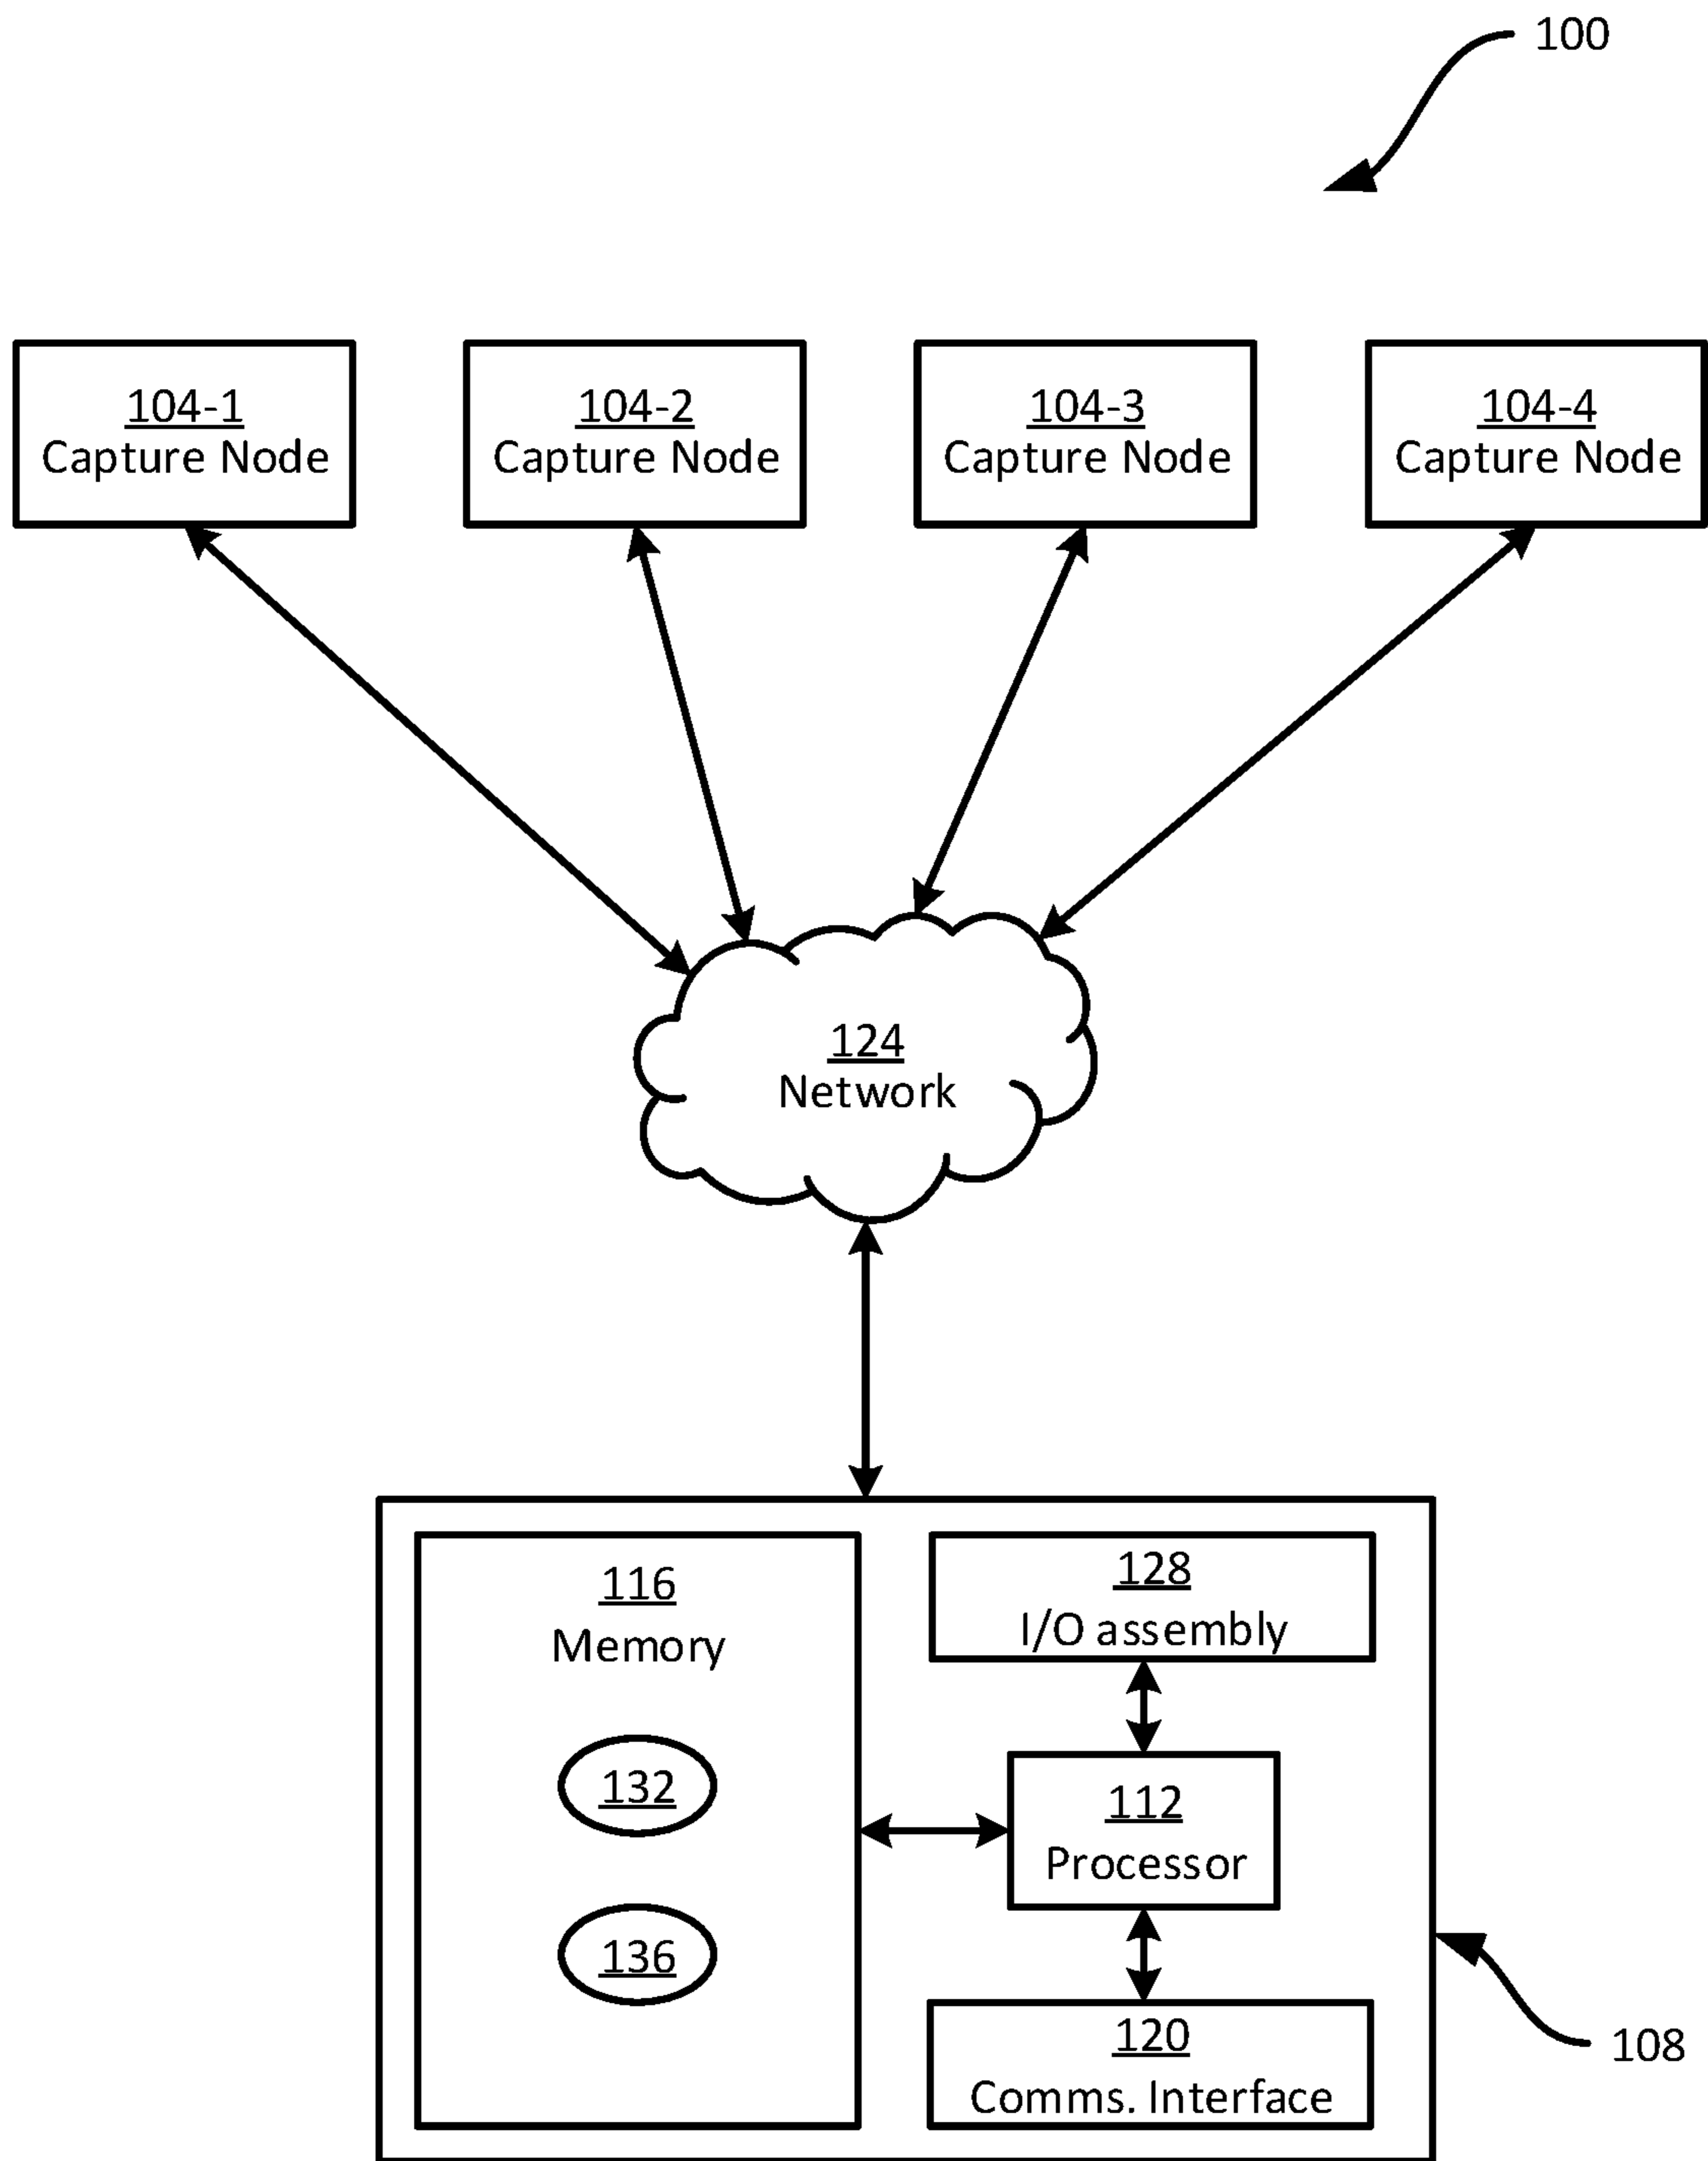 100
104-1
Capture Node
104-2
Capture Node
104-3
Capture Node
104-4
Capture Node
124
Network
116
Memory
132
136
128
I/O assembly
112
Processor
120
Comms. Interface
108